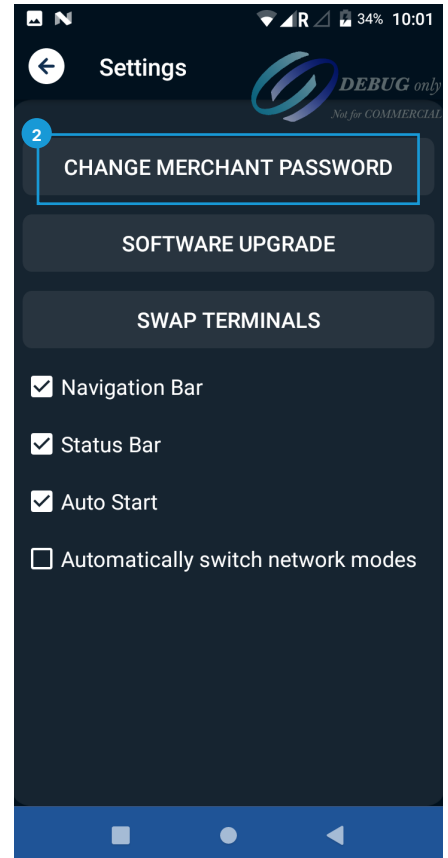 R 34% 10:01
Settings
DEBUG only
Not for COMMERCIAL
2
CHANGE MERCHANT PASSWORD
SOFTWARE UPGRADE
SWAP TERMINALS
Navigation Bar
Status Bar
Auto Start
Automatically switch network modes